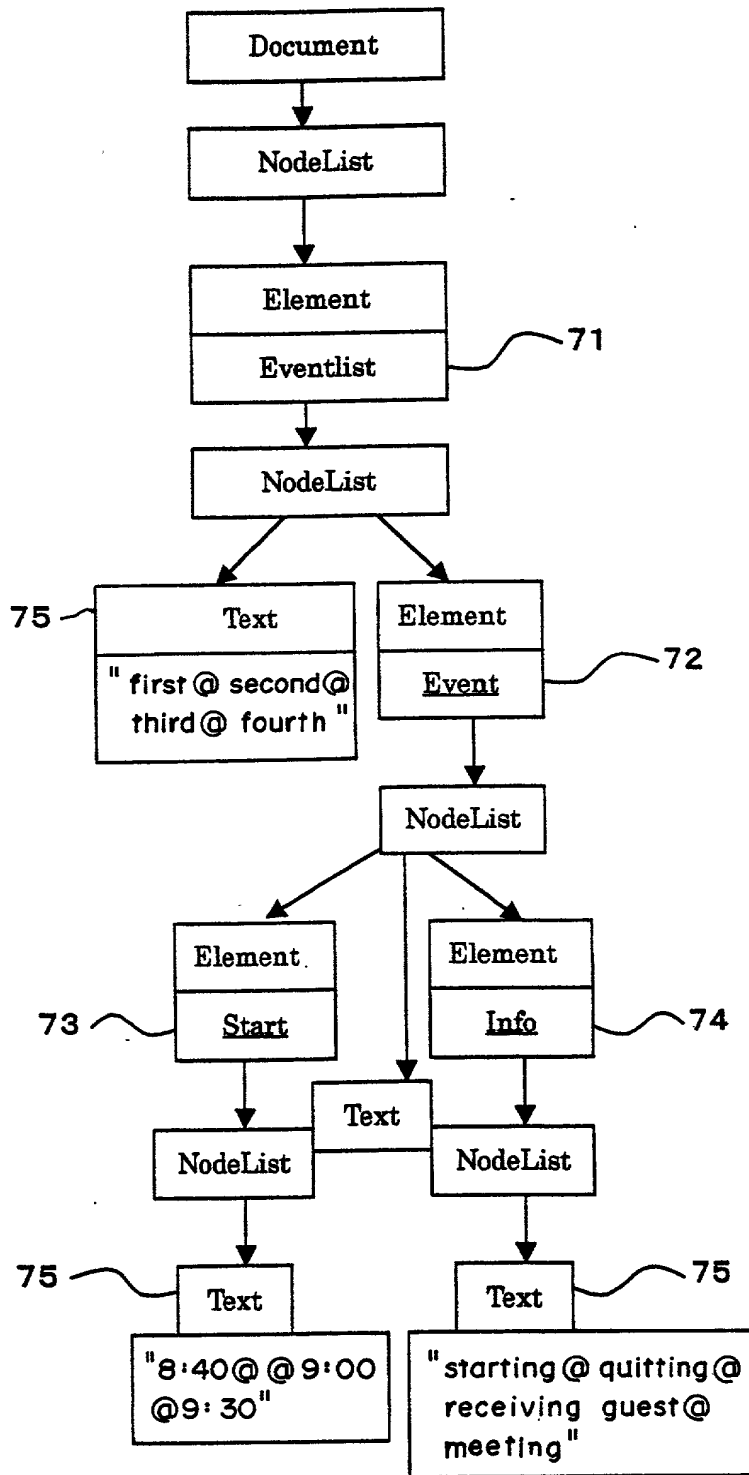 Document
NodeList
Element
Eventlist
71
NodeList
75
Text
" first @ second @
third @ fourth "
Element
Event
72
NodeList
Element
Start
73
Element
Info
74
Text
NodeList
NodeList
75
Text
"8:40@ @ 9:00
@9:30"
75
Text
"starting @ quitting @
receiving guest @
meeting"